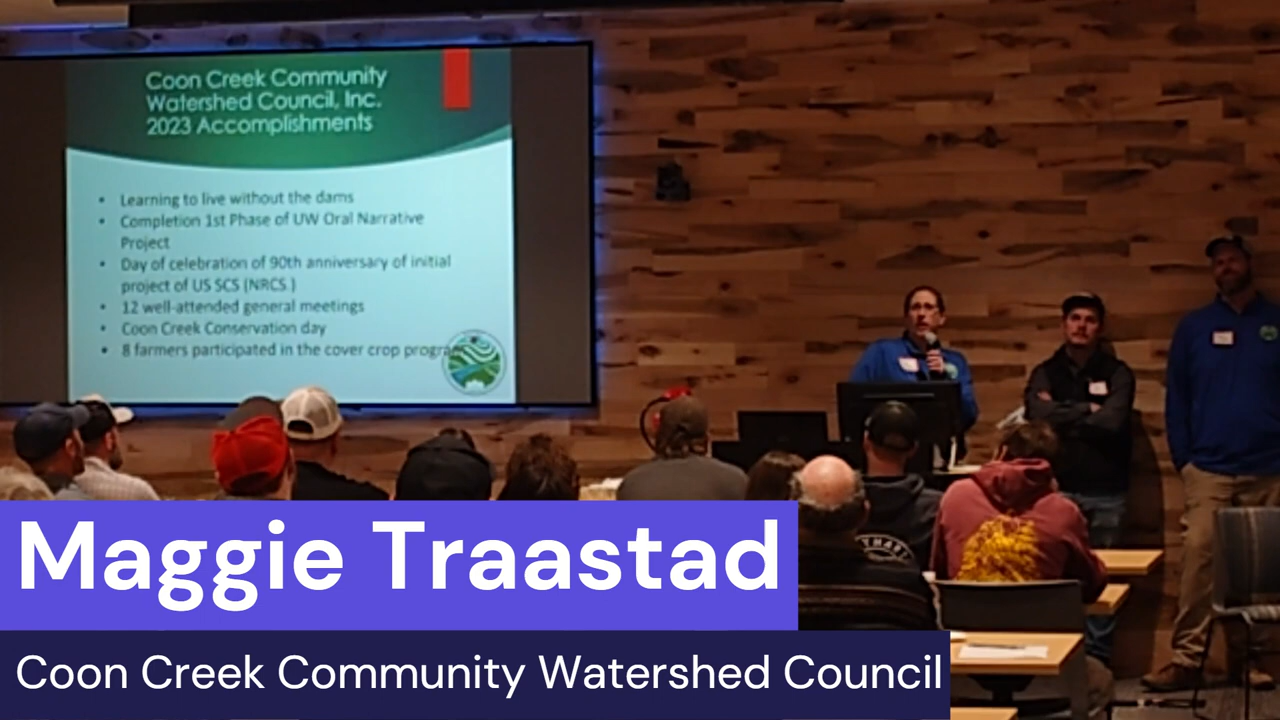 Coon Creek Community
Watershed Council, Inc.
2023 Accomplishments
• Learning to live without the dams
• Completion 1st Phase of UW Oral Narrative
Project
• Day of celebration of 90th anniversary of initial
project of US SCS (NRCS )
• 12 well-attended general meetings
• Coon Creek Conservation day
• 8 farmers participated in the cover crop
Maggie Traastad
Coon Creek Community Watershed Council